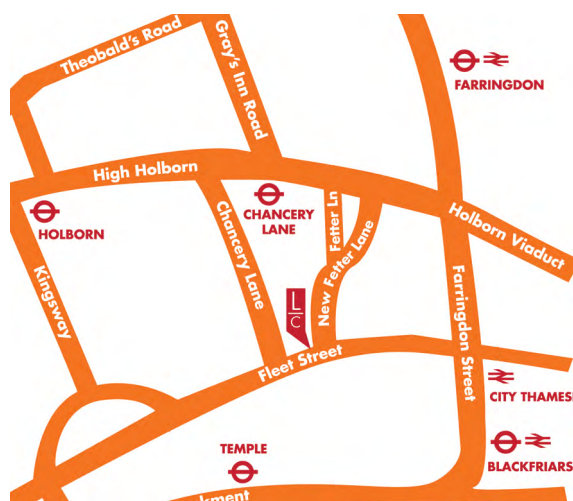 Theobald's Road
Gray's Inn Road
FARRINGDON
High Holborn
HOLBORN
CHANCERY
LANE
Fetter Ln
Holborn Viaduct
Chancery Lane
New Fetter Lane
Kingsway
L
C
Farringdon Street
Fleet Street
CITY THAMES
TEMPLE
BLACKFRIARS
kment